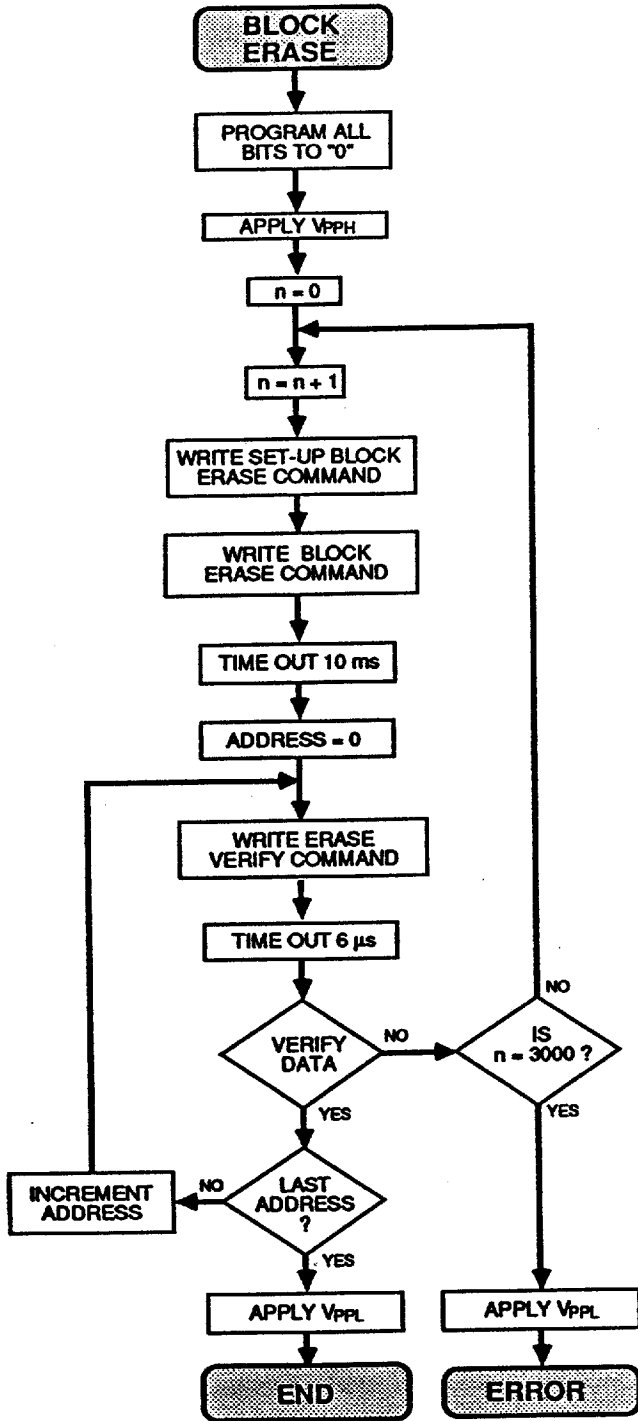 BLOCK
ERASE
PROGRAM ALL
BITS TO "0"
APPLY VPPH
n = 0
n = n + 1
WRITE SET-UP BLOCK
ERASE COMMAND
WRITE BLOCK
ERASE COMMAND
TIME OUT 10 ms
ADDRESS = 0
WRITE ERASE
VERIFY COMMAND
TIME OUT 6 µs
VERIFY
DATA
NO
IS
n = 3000 ?
NO
YES
YES
LAST
ADDRESS
?
NO
INCREMENT
ADDRESS
YES
APPLY VPPL
END
APPLY VPPL
ERROR